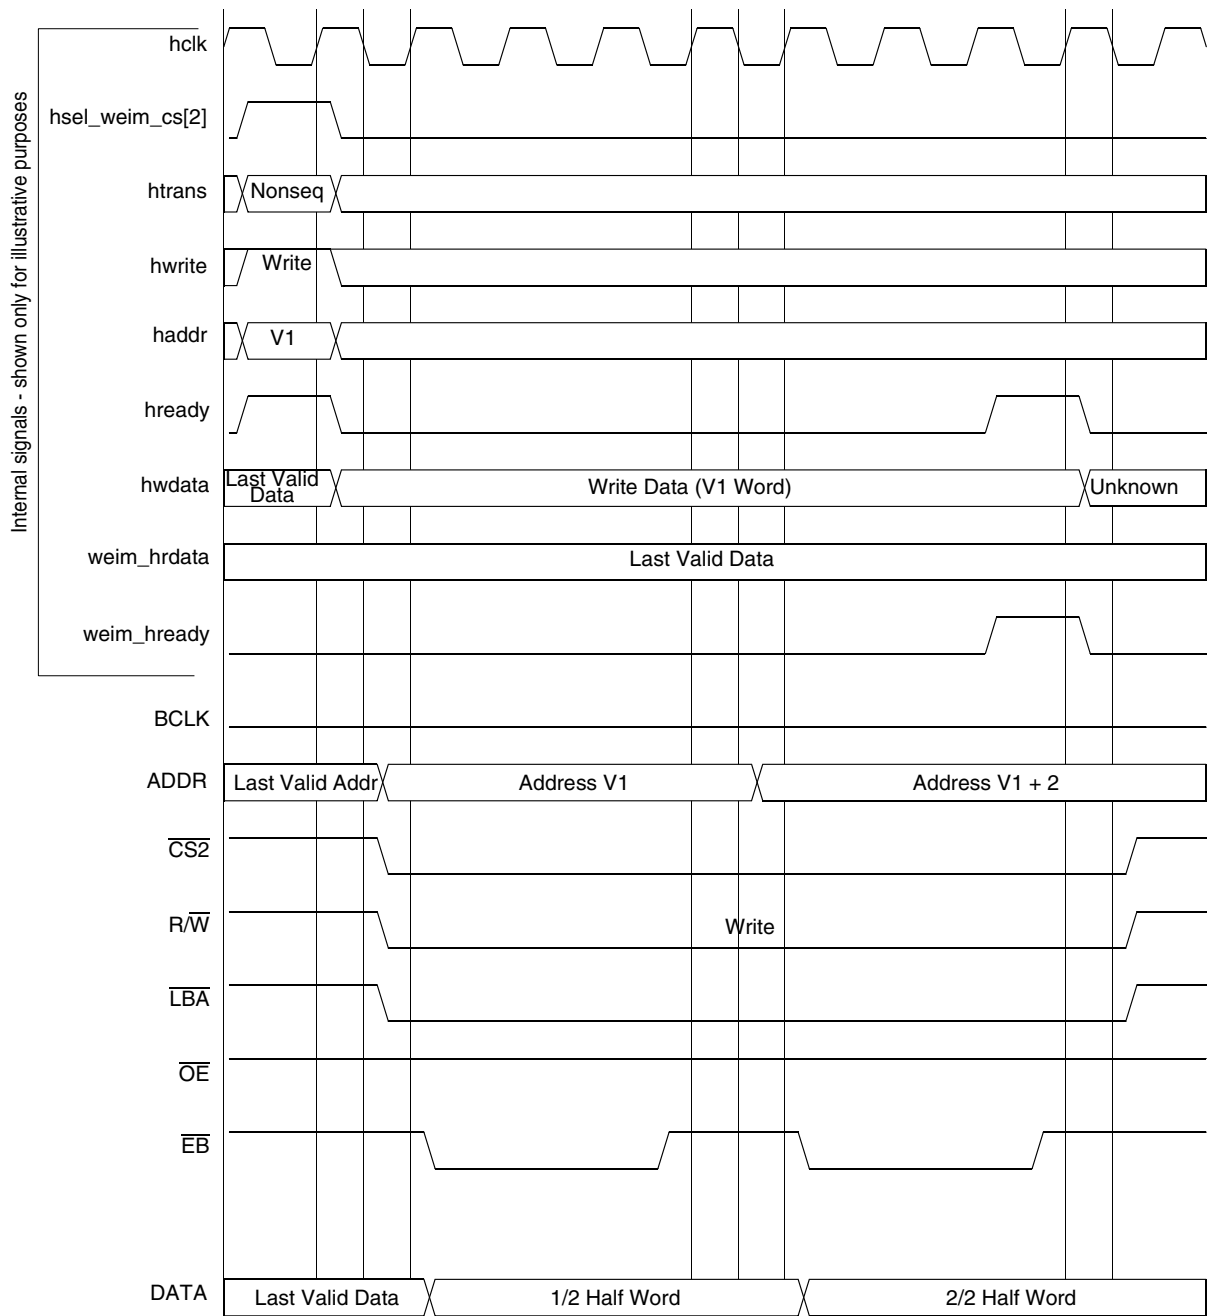 Internal signals - shown only for illustrative purposes
hclk
hsel_weim_cs[2]
htrans
Nonseq
hwrite
Write
haddr
V1
hready
hwdata
Last Valid
Data
Write Data (V1 Word)
Unknown
weim_hrdata
Last Valid Data
weim_hready
BCLK
ADDR
Last Valid Addr
Address V1
Address V1 + 2
CS2
R/W
Write
LBA
OE
EB
DATA
Last Valid Data
1/2 Half Word
2/2 Half Word